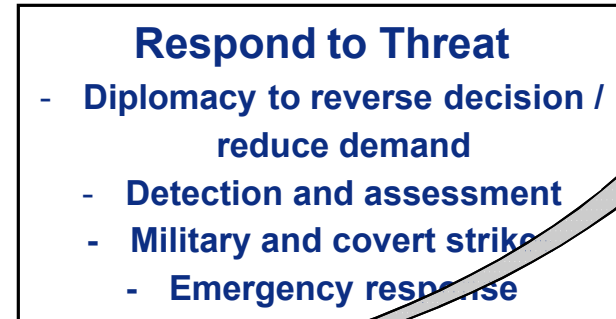 Respond to Threat
- Diplomacy to reverse decision /
reduce demand
- Detection and assessment
- Military and covert strike
- Emergency response